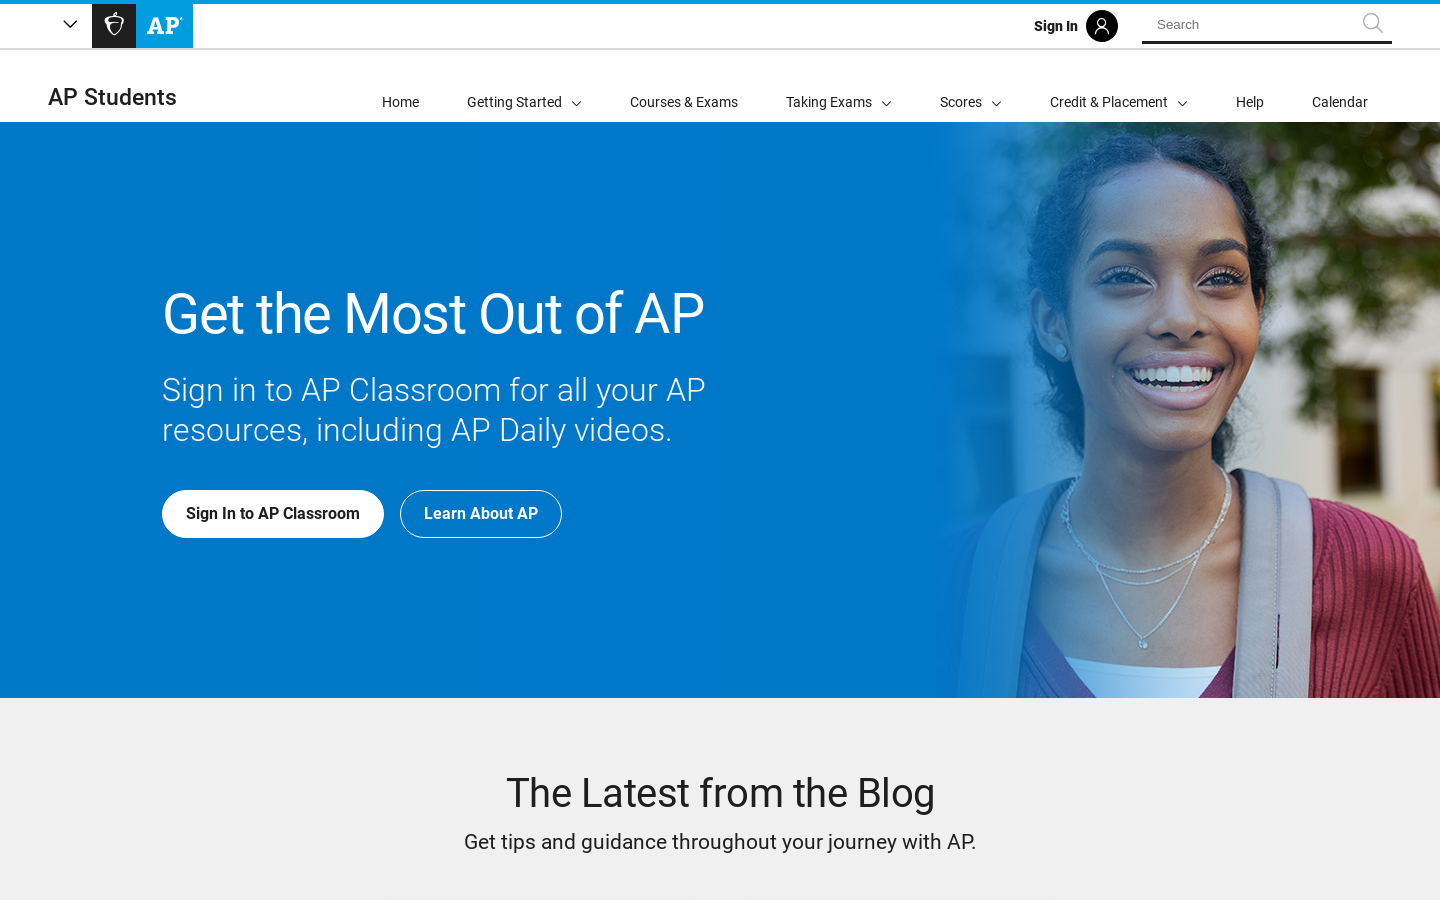 AP
Sign In
Search
AP Students
Home
Getting Started
Courses & Exams
Taking Exams
Scores
Credit & Placement
Help
Calendar
Get the Most Out of AP
Sign in to AP Classroom for all your AP
resources, including AP Daily videos.
Sign In to AP Classroom
Learn About AP
The Latest from the Blog
Get tips and guidance throughout your journey with AP.